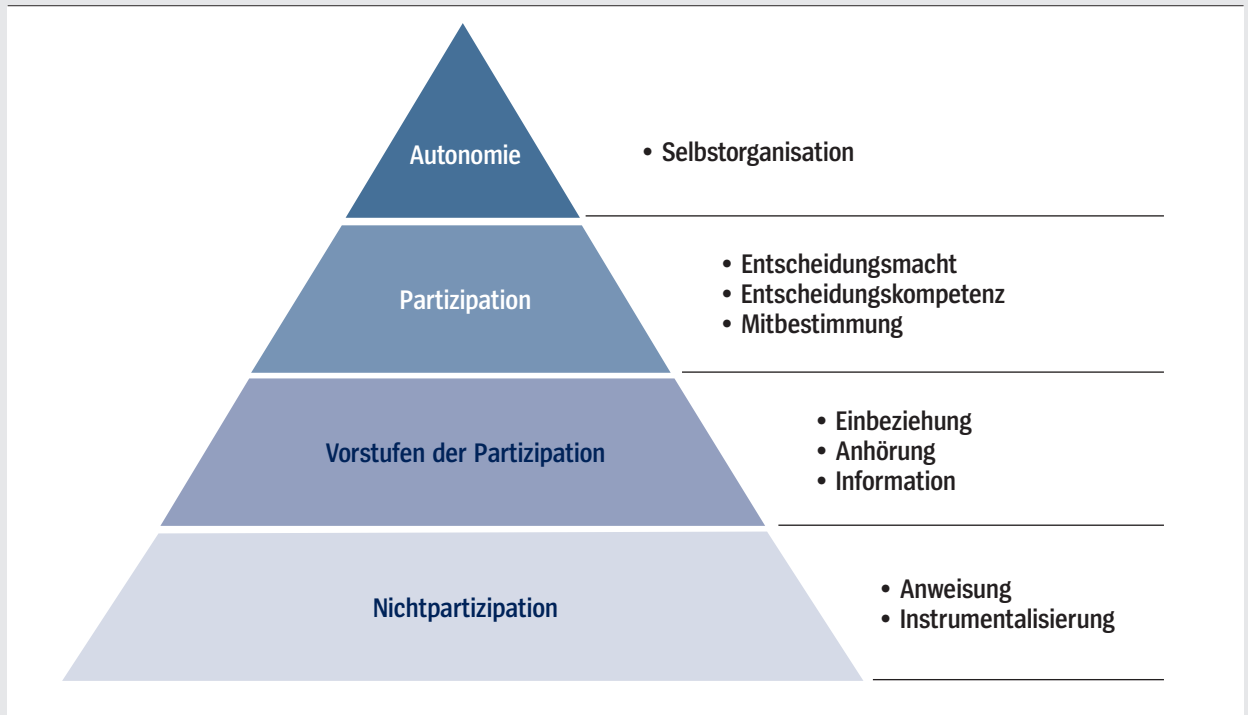 Autonomie
• Selbstorganisation
Partizipation
• Entscheidungsmacht
• Entscheidungskompetenz
• Mitbestimmung
Vorstufen der Partizipation
• Einbeziehung
• Anhörung
• Information
Nichtpartizipation
• Anweisung
• Instrumentalisierung